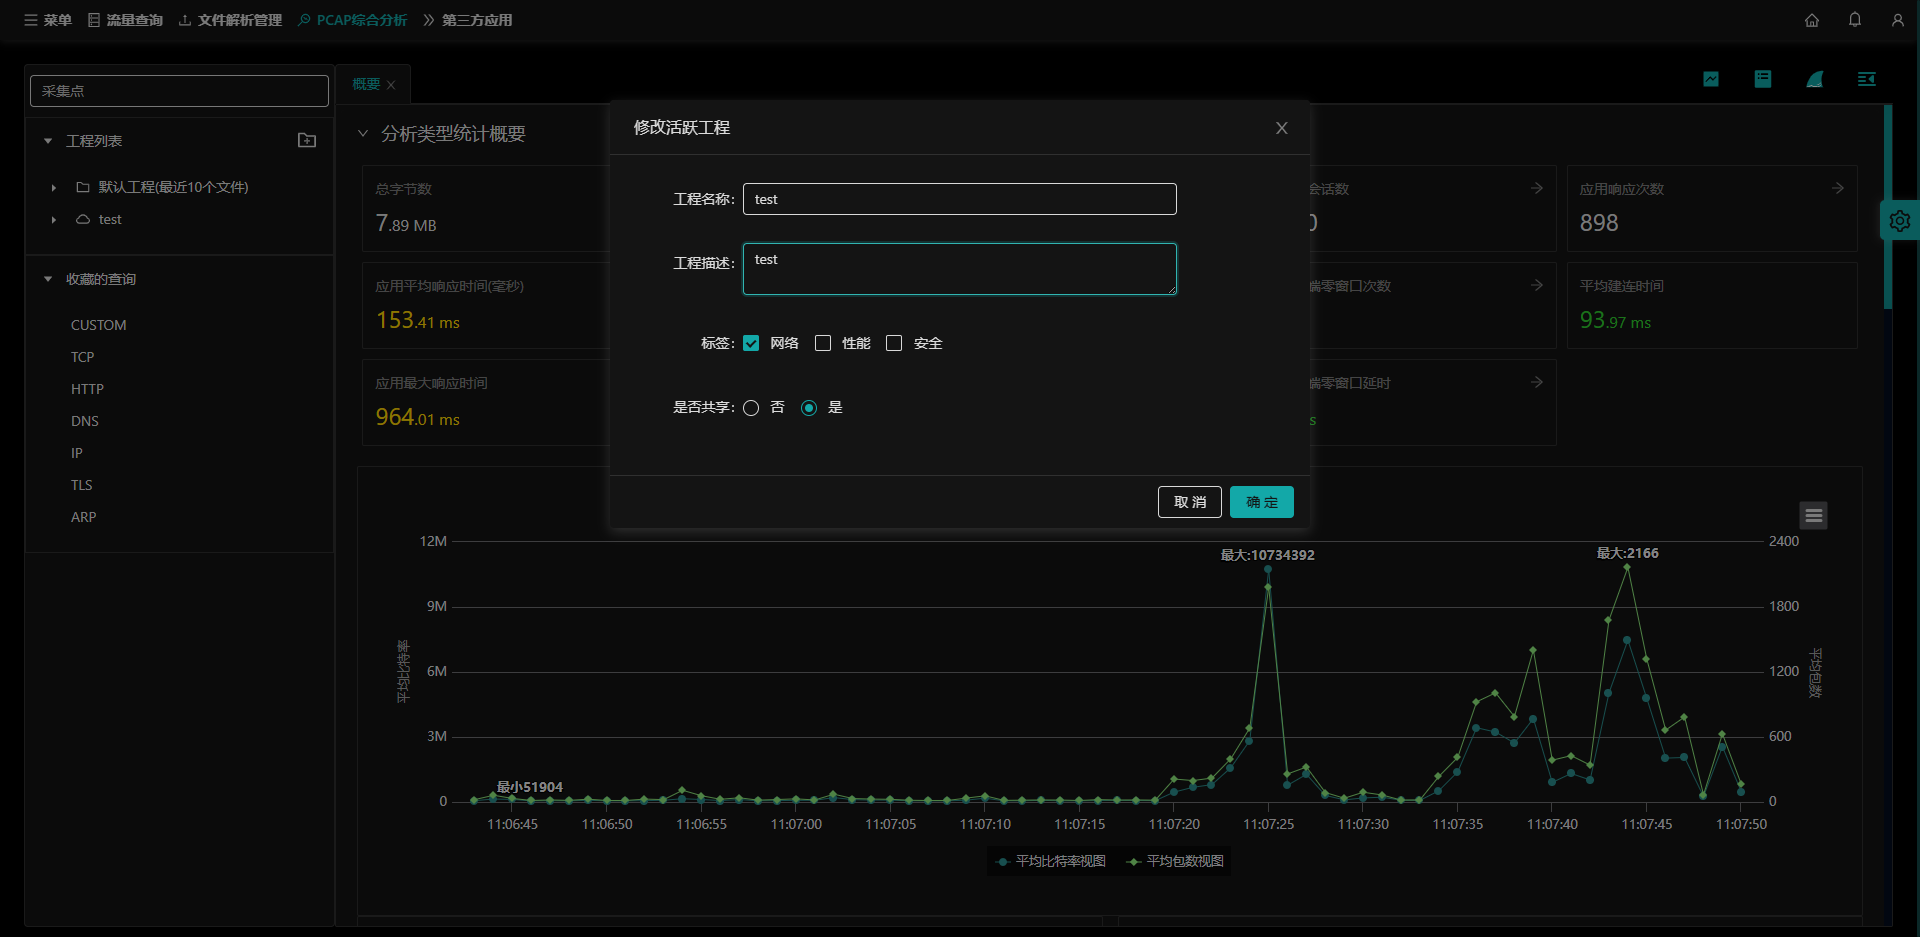 菜单 流量查询 文件解析管理 PCAP综合分析 第三方应用
采集点
工程列表
默认工程(最近10个文件)
test
收藏的查询
CUSTOM
TCP
HTTP
DNS
IP
TLS
ARP
概要
分析类型统计概要
总字节数
7.89 MB
会话数
0
应用响应次数
898
应用平均响应时间(毫秒)
153.41 ms
端零窗口次数
平均建连时间
93.97 ms
应用最大响应时间
964.01 ms
端零窗口延时
s
修改活跃工程
工程名称: test
工程描述: test
标签: 网络 性能 安全
是否共享: 否 是
取 消 确 定
12M
9M
6M
3M
0
平均比特率
2400
1800
1200
600
0
平均包数
最大:10734392
最大:2166
最小51904
11:06:45 11:06:50 11:06:55 11:07:00 11:07:05 11:07:10 11:07:15 11:07:20 11:07:25 11:07:30 11:07:35 11:07:40 11:07:45 11:07:50
平均比特率视图 平均包数视图